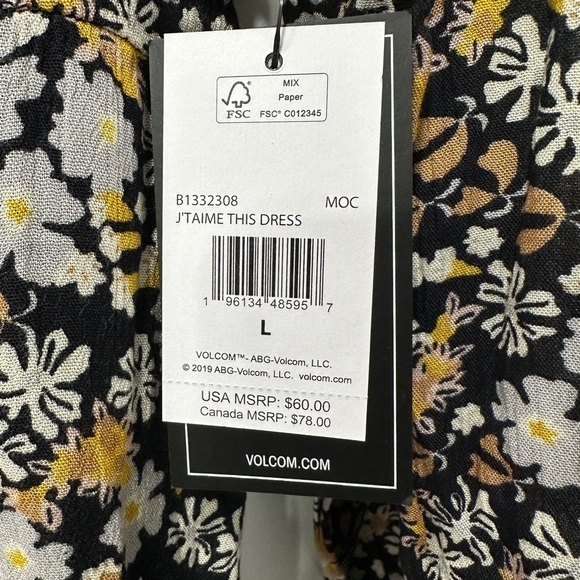 MIX
Paper
FSC
FSC® C012345
B1332308 MOC
J'TAIME THIS DRESS
1 96134 48595 7
L
VOLCOM™- ABG-Volcom, LLC.
© 2019 ABG-Volcom, LLC. volcom.com
USA MSRP: $60.00
Canada MSRP: $78.00
VOLCOM.COM